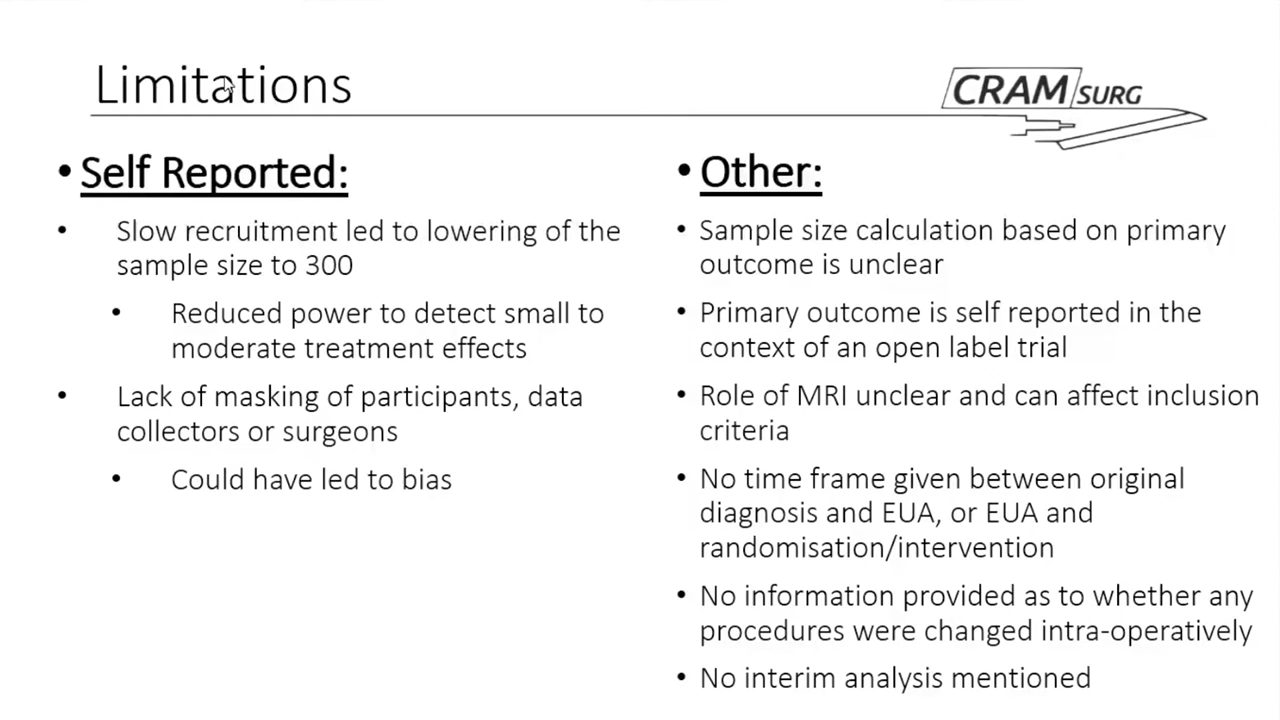 Limitations
CRAM SURG
• Self Reported:
• Slow recruitment led to lowering of the
sample size to 300
• Reduced power to detect small to
moderate treatment effects
• Lack of masking of participants, data
collectors or surgeons
• Could have led to bias
• Other:
• Sample size calculation based on primary
outcome is unclear
• Primary outcome is self reported in the
context of an open label trial
• Role of MRI unclear and can affect inclusion
criteria
• No time frame given between original
diagnosis and EUA, or EUA and
randomisation/intervention
• No information provided as to whether any
procedures were changed intra-operatively
• No interim analysis mentioned